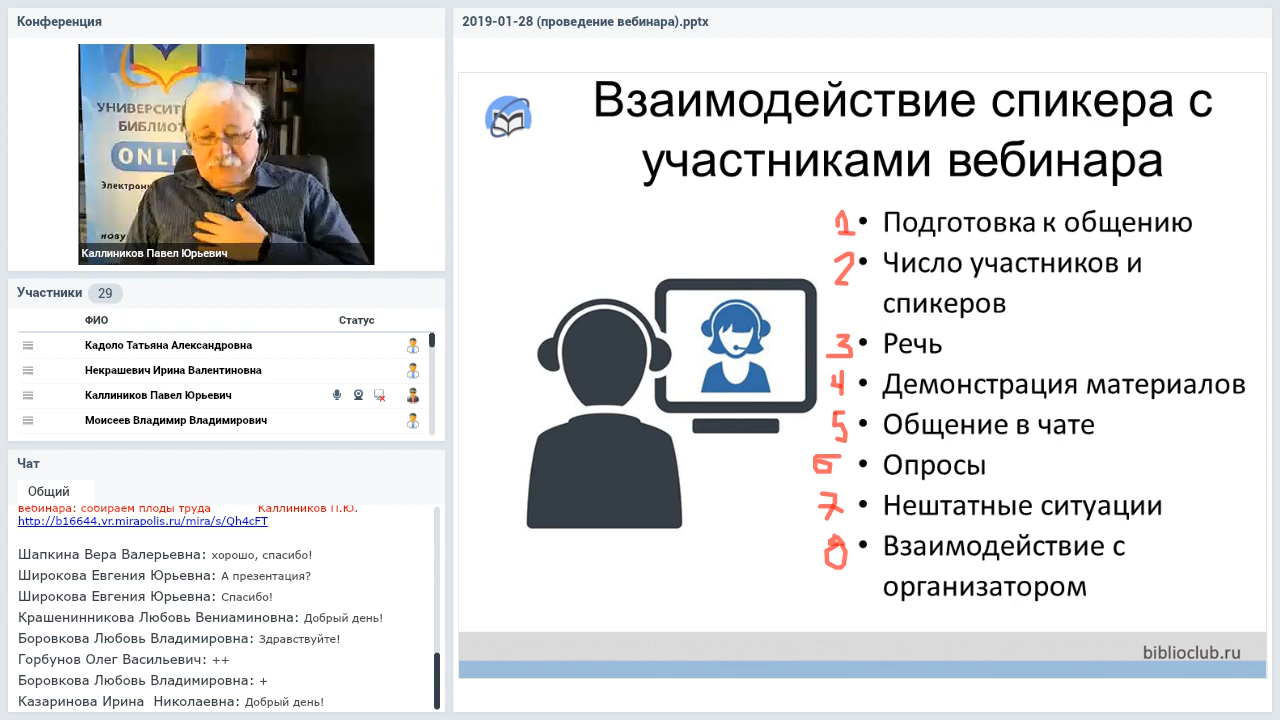 Конференция
УНИВЕРСИТ
БИБЛИОТ
ONLIN
Электронн
нову
Каллиников Павел Юрьевич
Участники 29
ФИО Статус
Кадоло Татьяна Александровна
Некрашевич Ирина Валентиновна
Каллиников Павел Юрьевич
Моисеев Владимир Владимирович
Чат
Общий
вебинара: собираем плоды труда Каллиников П.Ю.
http://b16644.vr.mirapolis.ru/mira/s/Qh4cFT
Шапкина Вера Валерьевна: хорошо, спасибо!
Широкова Евгения Юрьевна: А презентация?
Широкова Евгения Юрьевна: Спасибо!
Крашенинникова Любовь Вениаминовна: Добрый день!
Боровкова Любовь Владимировна: Здравствуйте!
Горбунов Олег Васильевич: ++
Боровкова Любовь Владимировна: +
Казаринова Ирина Николаевна: Добрый день!
2019-01-28 (проведение вебинара).pptx
Взаимодействие спикера с
участниками вебинара
1 • Подготовка к общению
2 • Число участников и
спикеров
3 • Речь
4 • Демонстрация материалов
5 • Общение в чате
6 • Опросы
7 • Нештатные ситуации
8 • Взаимодействие с
организатором
biblioclub.ru